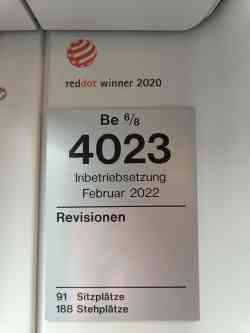 reddot winner 2020
Be 6/8
4023
Inbetriebsetzung
Februar 2022
Revisionen
91 Sitzplätze
188 Stehplätze